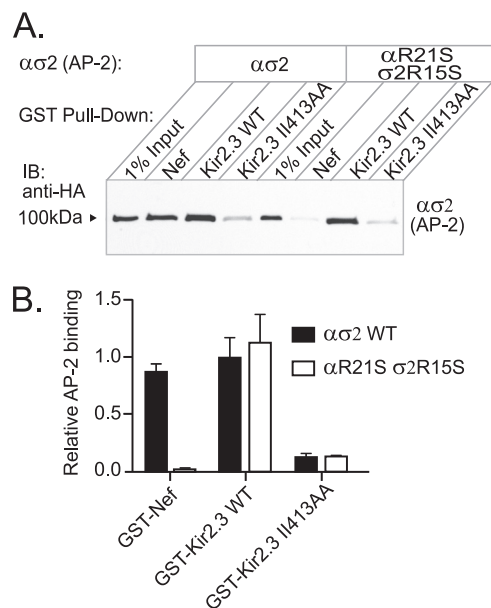 A.
ασ2 (AP-2):
ασ2
αR21S
σ2R15S
GST Pull-Down:
1% Input
Nef
Kir2.3 WT
Kir2.3 II413AA
1% Input
Nef
Kir2.3 WT
Kir2.3 II413AA
IB:
anti-HA
100kDa
ασ2
(AP-2)
B.
Relative AP-2 binding
1.5
1.0
0.5
0.0
ασ2 WT
αR21S σ2R15S
GST-Nef
GST-Kir2.3 WT
GST-Kir2.3 II413AA